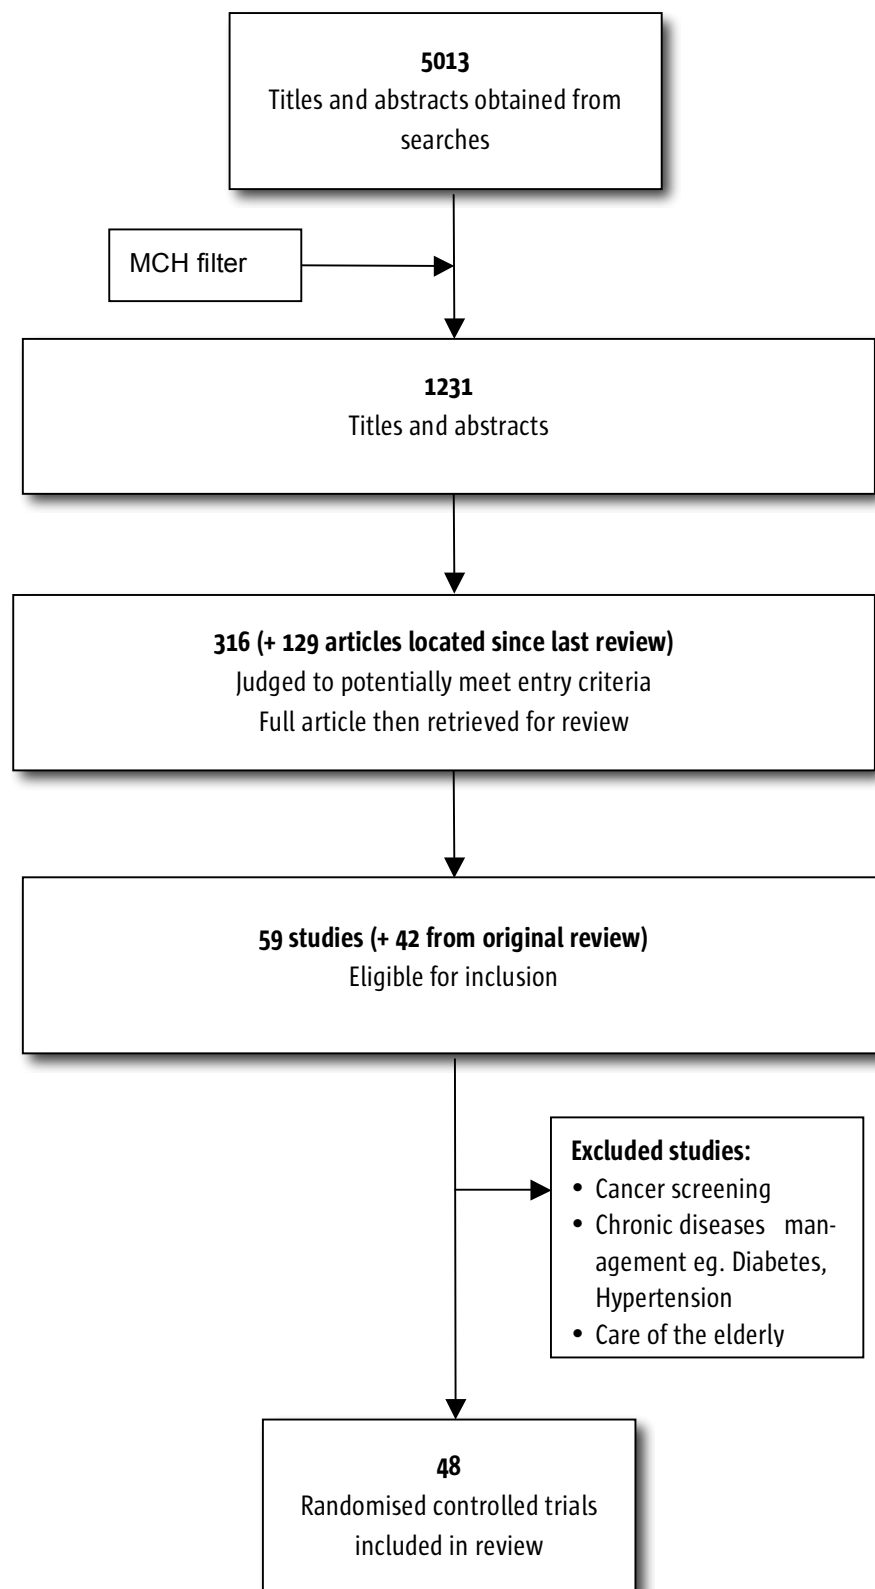 5013
Titles and abstracts obtained from
searches
MCH filter
1231
Titles and abstracts
316 (+ 129 articles located since last review)
Judged to potentially meet entry criteria
Full article then retrieved for review
59 studies (+ 42 from original review)
Eligible for inclusion
Excluded studies:
• Cancer screening
• Chronic diseases man-
agement eg. Diabetes,
Hypertension
• Care of the elderly
48
Randomised controlled trials
included in review